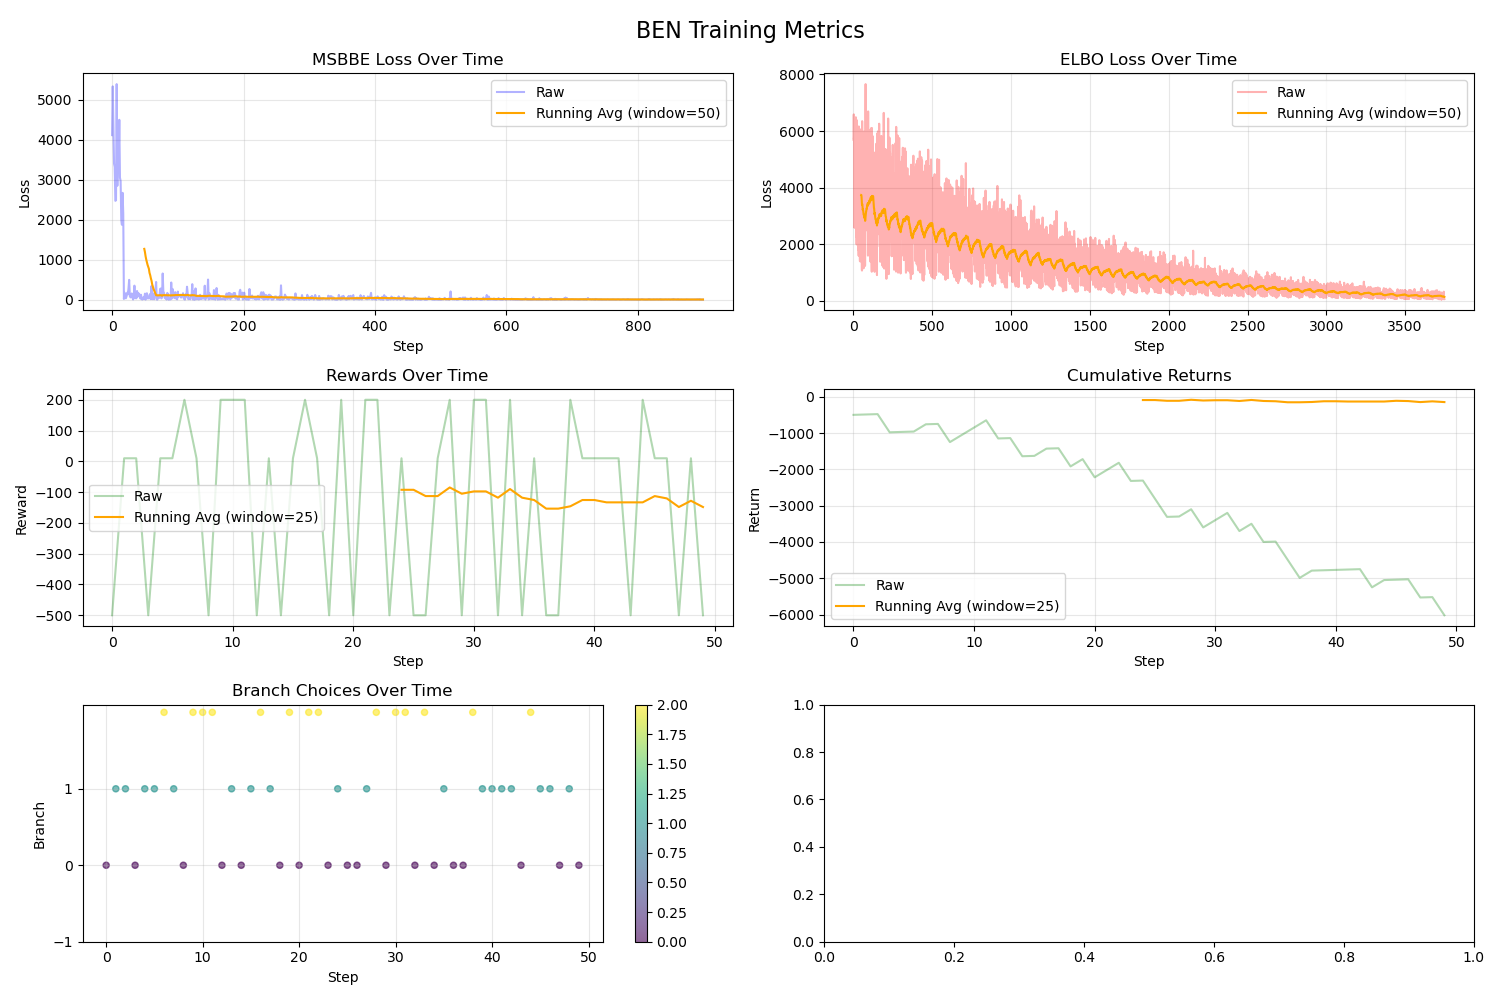 BEN Training Metrics
MSBBE Loss Over Time
Loss
5000
4000
3000
2000
1000
0
Raw
Running Avg (window=50)
0 200 400 600 800
Step
ELBO Loss Over Time
Loss
8000
6000
4000
2000
0
Raw
Running Avg (window=50)
0 500 1000 1500 2000 2500 3000 3500
Step
Rewards Over Time
Reward
200
100
0
−100
−200
−300
−400
−500
Raw
Running Avg (window=25)
0 10 20 30 40 50
Step
Cumulative Returns
Return
0
−1000
−2000
−3000
−4000
−5000
−6000
Raw
Running Avg (window=25)
0 10 20 30 40 50
Step
Branch Choices Over Time
Branch
1
0
−1
0 10 20 30 40 50
Step
2.00
1.75
1.50
1.25
1.00
0.75
0.50
0.25
0.00
1.0
0.8
0.6
0.4
0.2
0.0
0.0 0.2 0.4 0.6 0.8 1.0